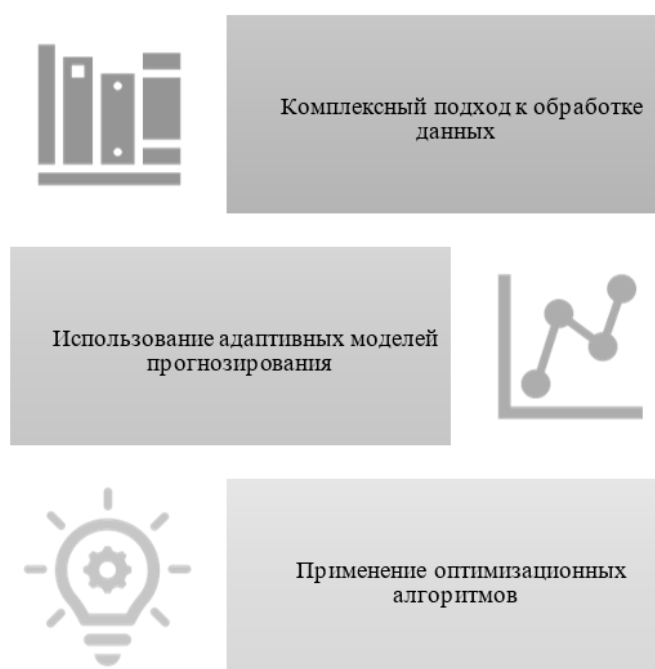 Комплексный подход к обработке
данных
Использование адаптивных моделей
прогнозирования
Применение оптимизационных
алгоритмов